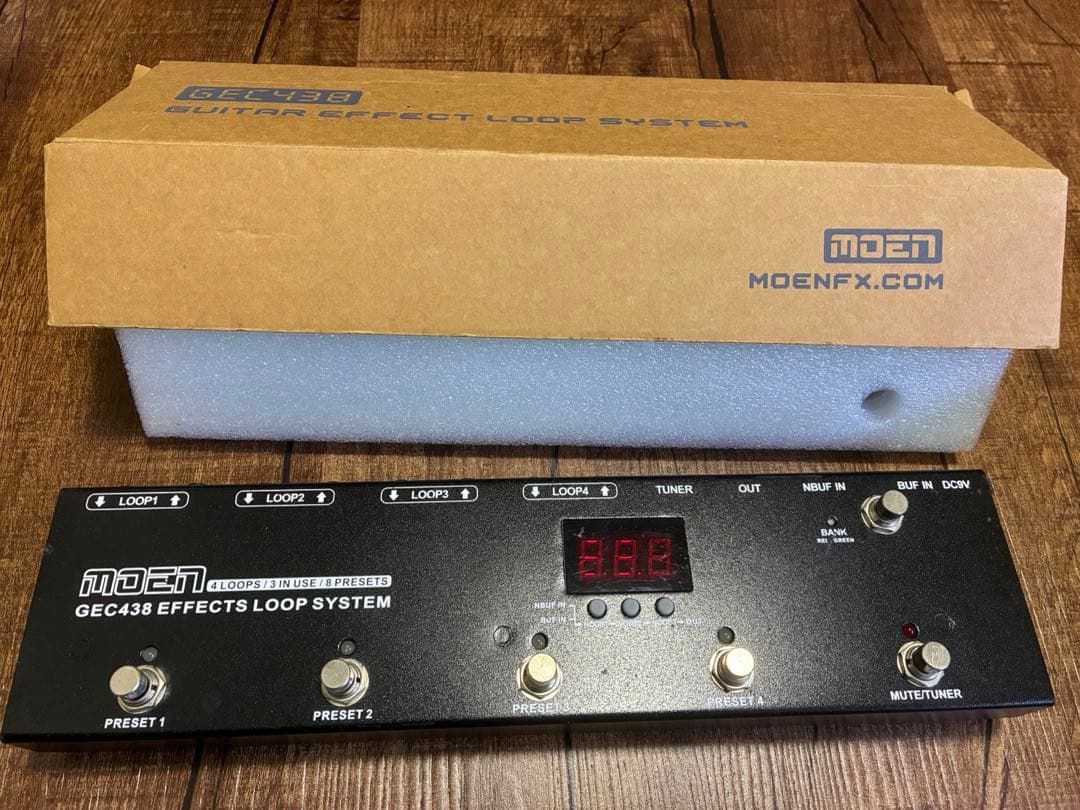 GEC438
GUITAR EFFECT LOOP SYSTEM
MOEN
MOENFX.COM
LOOP1
LOOP2
LOOP3
LOOP4
TUNER
OUT
NBUF IN
BUF IN
DC9V
BANK
GREEN
MOEN
4 LOOPS / 3 IN USE / 8 PRESETS
GEC438 EFFECTS LOOP SYSTEM
NBUF IN
BUF IN
OUT
PRESET 1
PRESET 2
PRESET 3
PRESET 4
MUTE/TUNER